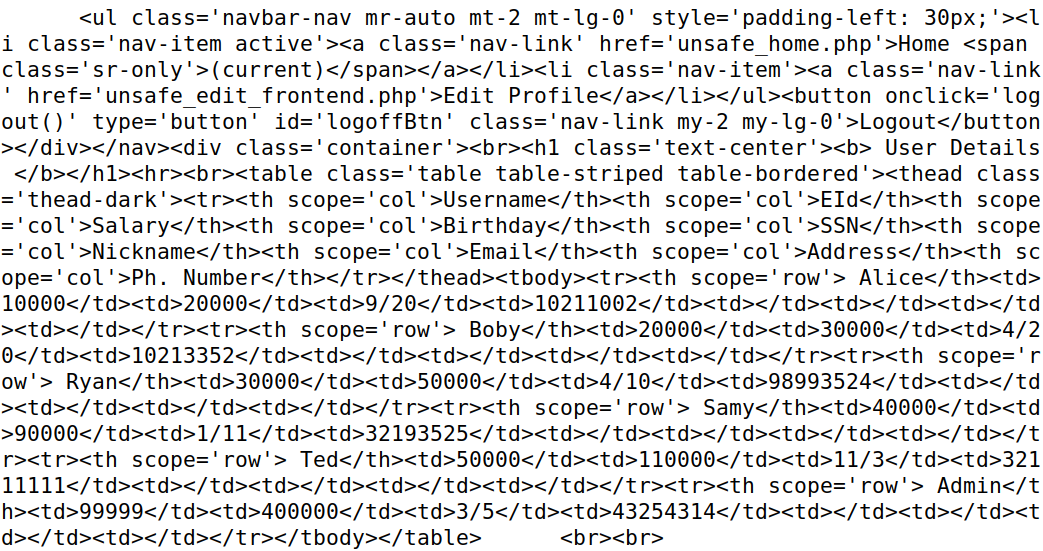 <ul class='navbar-nav mr-auto mt-2 mt-lg-0' style='padding-left: 30px;'><l
i class='nav-item active'><a class='nav-link' href='unsafe_home.php'>Home <span
class='sr-only'>(current)</span></a></li><li class='nav-item'><a class='nav-link
' href='unsafe_edit_frontend.php'>Edit Profile</a></li></ul><button onclick='log
out()' type='button' id='logoffBtn' class='nav-link my-2 my-lg-0'>Logout</button
></div></nav><div class='container'><br><h1 class='text-center'><b> User Details
</b></h1><hr><br><table class='table table-striped table-bordered'><thead class
='thead-dark'><tr><th scope='col'>Username</th><th scope='col'>EId</th><th scope
='col'>Salary</th><th scope='col'>Birthday</th><th scope='col'>SSN</th><th scope
='col'>Nickname</th><th scope='col'>Email</th><th scope='col'>Address</th><th sc
ope='col'>Ph. Number</th></tr></thead><tbody><tr><th scope='row'> Alice</th><td>
10000</td><td>20000</td><td>9/20</td><td>10211002</td><td></td><td></td><td></td
><td></td></tr><tr><th scope='row'> Boby</th><td>20000</td><td>30000</td><td>4/2
0</td><td>10213352</td><td></td><td></td><td></td><td></td></tr><tr><th scope='r
ow'> Ryan</th><td>30000</td><td>50000</td><td>4/10</td><td>98993524</td><td></td
><td></td><td></td><td></td></tr><tr><th scope='row'> Samy</th><td>40000</td><td
>90000</td><td>1/11</td><td>32193525</td><td></td><td></td><td></td><td></td></t
r><tr><th scope='row'> Ted</th><td>50000</td><td>110000</td><td>11/3</td><td>321
11111</td><td></td><td></td><td></td><td></td></tr><tr><th scope='row'> Admin</t
h><td>99999</td><td>400000</td><td>3/5</td><td>43254314</td><td></td><td></td><t
d></td><td></td></tr></tbody></table>      <br><br>